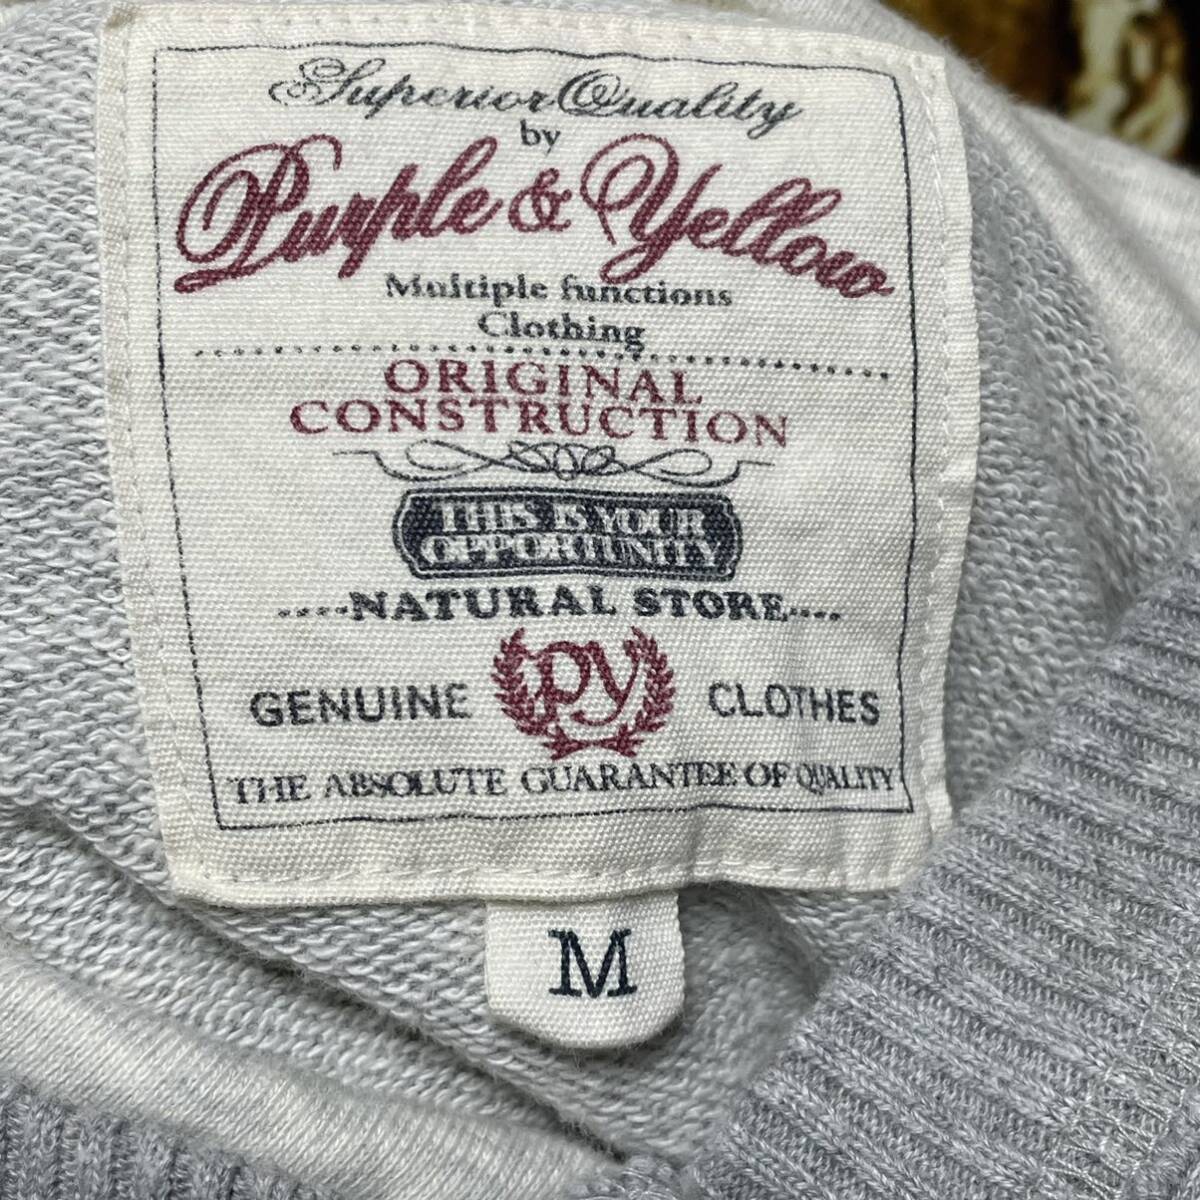 Superior Quality
by
Purple & Yellow
Multiple functions
Clothing
ORIGINAL
CONSTRUCTION
THIS IS YOUR
OPPORTUNITY
NATURAL STORE
GENUINE py CLOTHES
THE ABSOLUTE GUARANTEE OF QUALITY
M